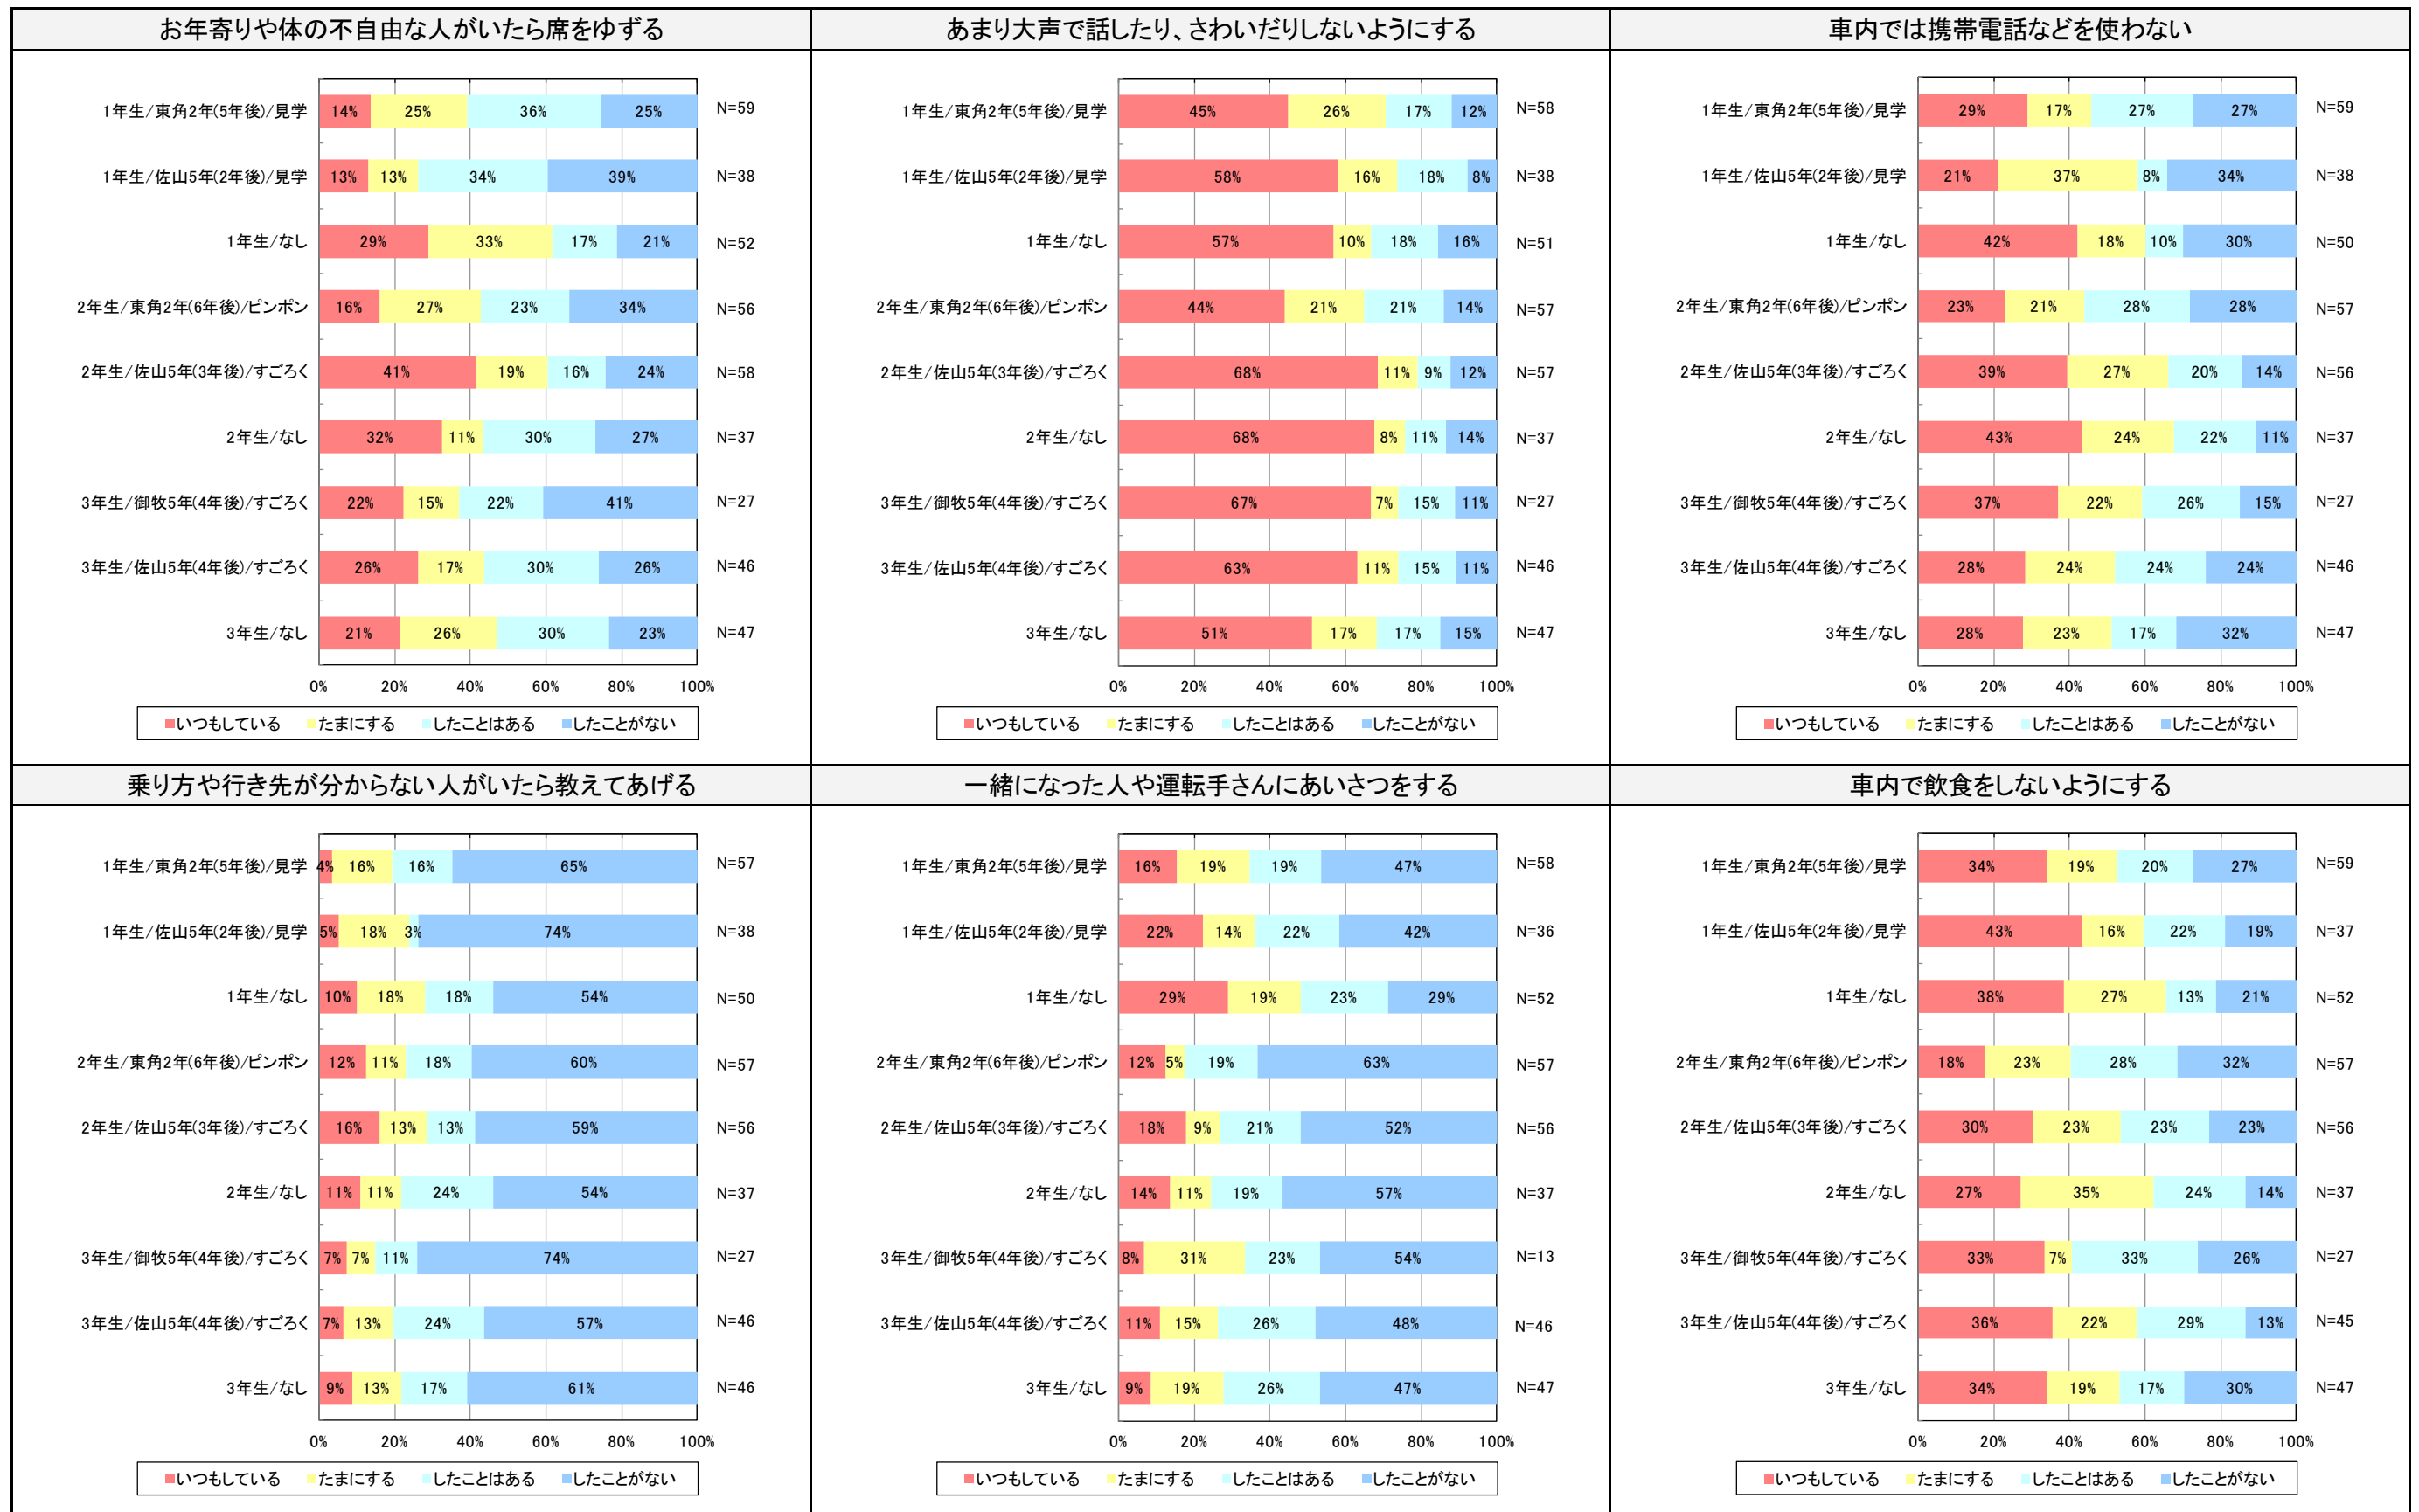 お年寄りや体の不自由な人がいたら席をゆずる
1年生/東角2年(5年後)/見学 14% 25% 36% 25% N=59
1年生/佐山5年(2年後)/見学 13% 13% 34% 39% N=38
1年生/なし 29% 33% 17% 21% N=52
2年生/東角2年(6年後)/ピンポン 16% 27% 23% 34% N=56
2年生/佐山5年(3年後)/すごろく 41% 19% 16% 24% N=58
2年生/なし 32% 11% 30% 27% N=37
3年生/御牧5年(4年後)/すごろく 22% 15% 22% 41% N=27
3年生/佐山5年(4年後)/すごろく 26% 17% 30% 26% N=46
3年生/なし 21% 26% 30% 23% N=47
0% 20% 40% 60% 80% 100%
いつもしている たまにする したことはある したことがない
あまり大声で話したり、さわいだりしないようにする
1年生/東角2年(5年後)/見学 45% 26% 17% 12% N=58
1年生/佐山5年(2年後)/見学 58% 16% 18% 8% N=38
1年生/なし 57% 10% 18% 16% N=51
2年生/東角2年(6年後)/ピンポン 44% 21% 21% 14% N=57
2年生/佐山5年(3年後)/すごろく 68% 11% 9% 12% N=57
2年生/なし 68% 8% 11% 14% N=37
3年生/御牧5年(4年後)/すごろく 67% 7% 15% 11% N=27
3年生/佐山5年(4年後)/すごろく 63% 11% 15% 11% N=46
3年生/なし 51% 17% 17% 15% N=47
0% 20% 40% 60% 80% 100%
いつもしている たまにする したことはある したことがない
車内では携帯電話などを使わない
1年生/東角2年(5年後)/見学 29% 17% 27% 27% N=59
1年生/佐山5年(2年後)/見学 21% 37% 8% 34% N=38
1年生/なし 42% 18% 10% 30% N=50
2年生/東角2年(6年後)/ピンポン 23% 21% 28% 28% N=57
2年生/佐山5年(3年後)/すごろく 39% 27% 20% 14% N=56
2年生/なし 43% 24% 22% 11% N=37
3年生/御牧5年(4年後)/すごろく 37% 22% 26% 15% N=27
3年生/佐山5年(4年後)/すごろく 28% 24% 24% 24% N=46
3年生/なし 28% 23% 17% 32% N=47
0% 20% 40% 60% 80% 100%
いつもしている たまにする したことはある したことがない
乗り方や行き先が分からない人がいたら教えてあげる
1年生/東角2年(5年後)/見学 4% 16% 16% 65% N=57
1年生/佐山5年(2年後)/見学 5% 18% 3% 74% N=38
1年生/なし 10% 18% 18% 54% N=50
2年生/東角2年(6年後)/ピンポン 12% 11% 18% 60% N=57
2年生/佐山5年(3年後)/すごろく 16% 13% 13% 59% N=56
2年生/なし 11% 11% 24% 54% N=37
3年生/御牧5年(4年後)/すごろく 7% 7% 11% 74% N=27
3年生/佐山5年(4年後)/すごろく 7% 13% 24% 57% N=46
3年生/なし 9% 13% 17% 61% N=46
0% 20% 40% 60% 80% 100%
いつもしている たまにする したことはある したことがない
一緒になった人や運転手さんにあいさつをする
1年生/東角2年(5年後)/見学 16% 19% 19% 47% N=58
1年生/佐山5年(2年後)/見学 22% 14% 22% 42% N=36
1年生/なし 29% 19% 23% 29% N=52
2年生/東角2年(6年後)/ピンポン 12% 5% 19% 63% N=57
2年生/佐山5年(3年後)/すごろく 18% 9% 21% 52% N=56
2年生/なし 14% 11% 19% 57% N=37
3年生/御牧5年(4年後)/すごろく 8% 31% 23% 54% N=13
3年生/佐山5年(4年後)/すごろく 11% 15% 26% 48% N=46
3年生/なし 9% 19% 26% 47% N=47
0% 20% 40% 60% 80% 100%
いつもしている たまにする したことはある したことがない
車内で飲食をしないようにする
1年生/東角2年(5年後)/見学 34% 19% 20% 27% N=59
1年生/佐山5年(2年後)/見学 43% 16% 22% 19% N=37
1年生/なし 38% 27% 13% 21% N=52
2年生/東角2年(6年後)/ピンポン 18% 23% 28% 32% N=57
2年生/佐山5年(3年後)/すごろく 30% 23% 23% 23% N=56
2年生/なし 27% 35% 24% 14% N=37
3年生/御牧5年(4年後)/すごろく 33% 7% 33% 26% N=27
3年生/佐山5年(4年後)/すごろく 36% 22% 29% 13% N=45
3年生/なし 34% 19% 17% 30% N=47
0% 20% 40% 60% 80% 100%
いつもしている たまにする したことはある したことがない